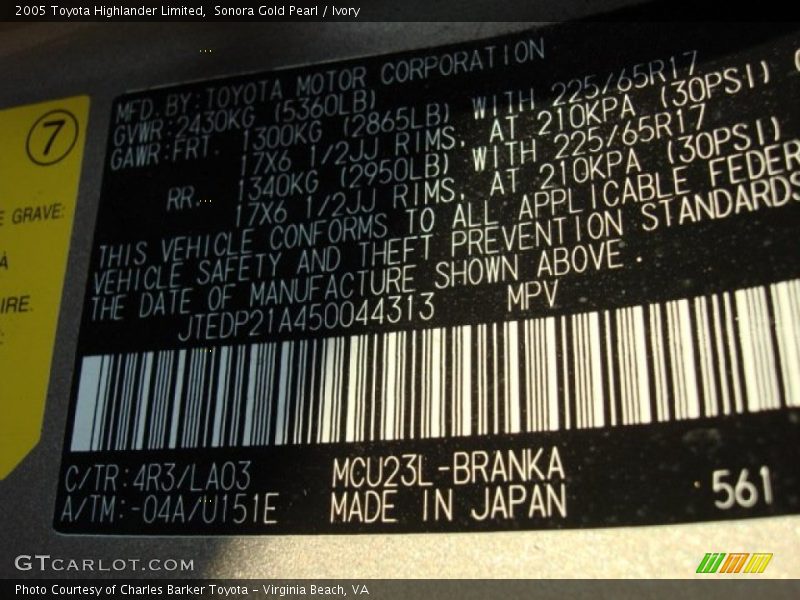 2005 Toyota Highlander Limited, Sonora Gold Pearl / Ivory
MFD. BY: TOYOTA MOTOR CORPORATION
GVWR: 2430KG (5360LB)
GAWR: FRT. 1300KG (2865LB) WITH 225/65R17
17X6 1/2JJ RIMS, AT 210KPA (30PSI) (
RR. 1340KG (2950LB) WITH 225/65R17
17X6 1/2JJ RIMS, AT 210KPA (30PSI)
THIS VEHICLE CONFORMS TO ALL APPLICABLE FEDER
VEHICLE SAFETY AND THEFT PREVENTION STANDARDS
THE DATE OF MANUFACTURE SHOWN ABOVE.
JTEDP21A450044313 MPV
C/TR: 4R3/LA03 MCU23L-BRANKA
A/TM: -04A/U151E MADE IN JAPAN 561
7
E GRAVE:
A
IRE.
GTCARLOT.COM
Photo Courtesy of Charles Barker Toyota - Virginia Beach, VA